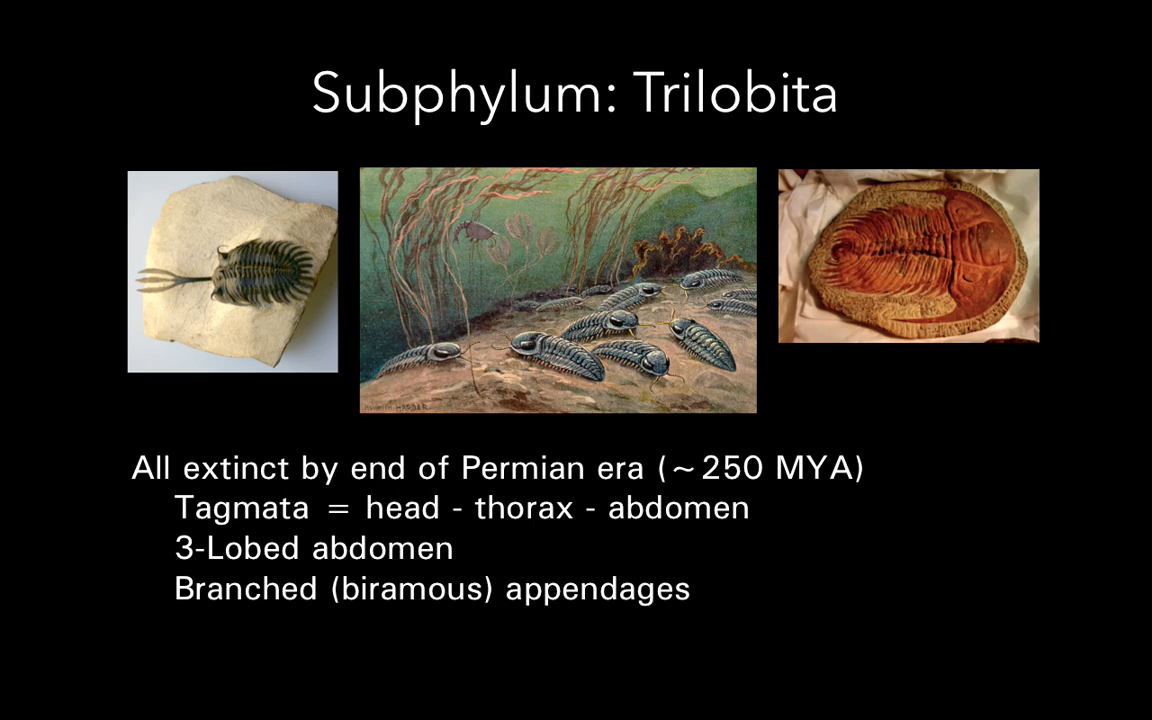 Subphylum: Trilobita
All extinct by end of Permian era (~250 MYA)
Tagmata = head - thorax - abdomen
3-Lobed abdomen
Branched (biramous) appendages